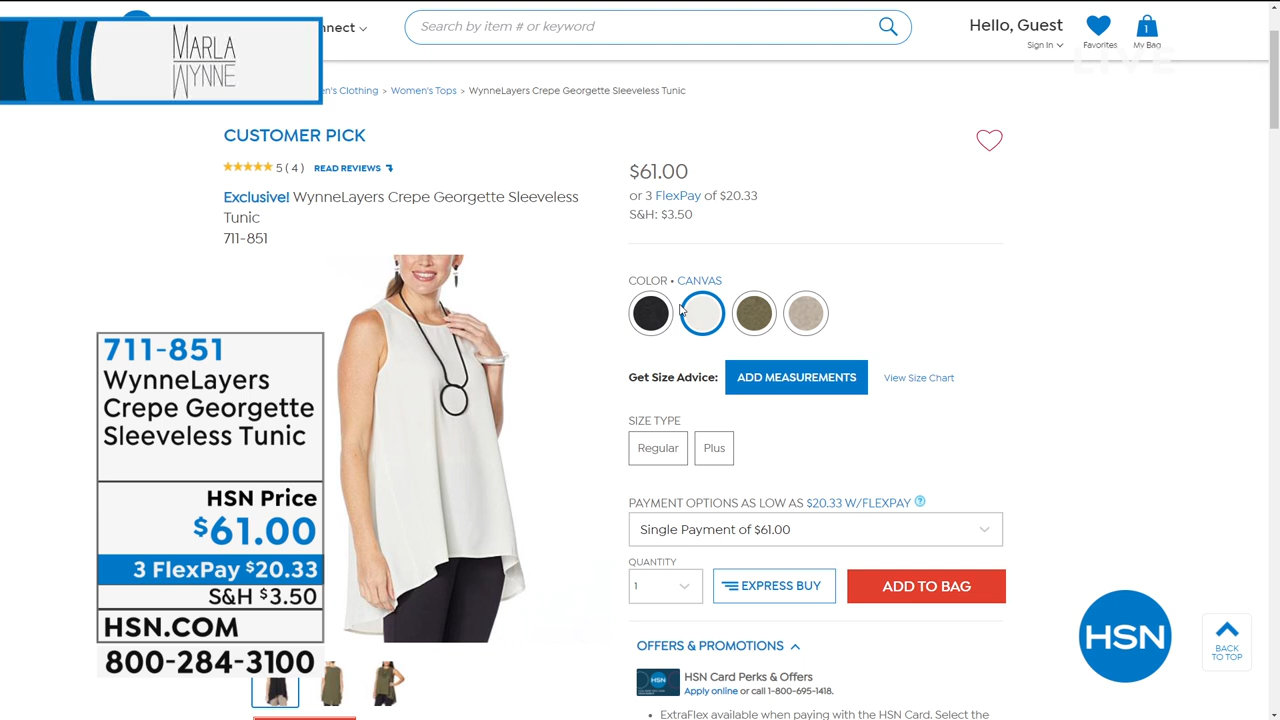 MARLA
WYNNE
nnect
Search by item # or keyword
Hello, Guest
Sign In
Favorites
1
My Bag
LIVE
en's Clothing > Women's Tops > WynneLayers Crepe Georgette Sleeveless Tunic
CUSTOMER PICK
5 ( 4 ) READ REVIEWS
Exclusive! WynneLayers Crepe Georgette Sleeveless
Tunic
711-851
$61.00
or 3 FlexPay of $20.33
S&H: $3.50
COLOR • CANVAS
Get Size Advice: ADD MEASUREMENTS View Size Chart
SIZE TYPE
Regular Plus
PAYMENT OPTIONS AS LOW AS $20.33 W/FLEXPAY ?
Single Payment of $61.00
QUANTITY
1 EXPRESS BUY ADD TO BAG
OFFERS & PROMOTIONS
HSN
HSN Card Perks & Offers
Apply online or call 1-800-695-1418.
• ExtraFlex available when paying with the HSN Card. Select the
711-851
WynneLayers
Crepe Georgette
Sleeveless Tunic
HSN Price
$61.00
3 FlexPay $20.33
S&H $3.50
HSN.COM
800-284-3100
HSN
BACK
TO TOP